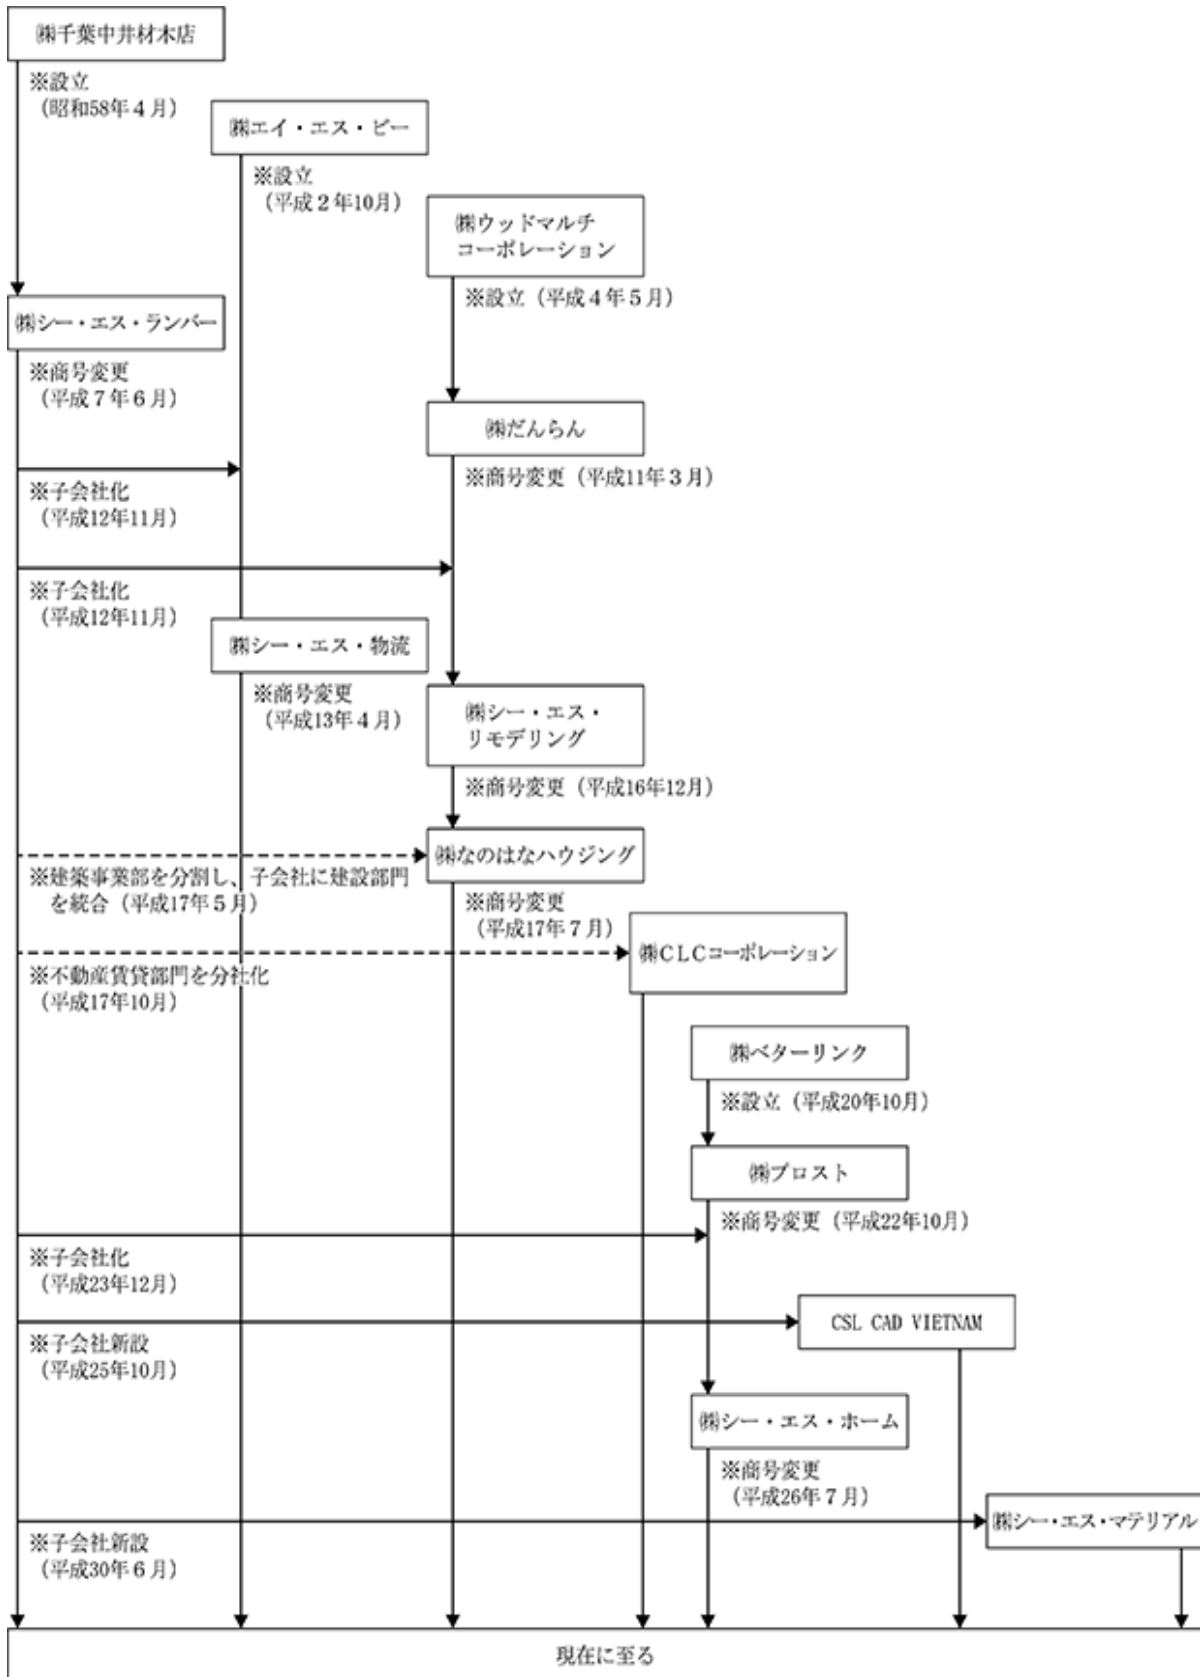 ㈱千葉中井材木店
※設立
(昭和58年4月)
㈱エイ・エス・ビー
※設立
(平成2年10月)
㈱ウッドマルチ
コーポレーション
※設立(平成4年5月)
㈱シー・エス・ランバー
※商号変更
(平成7年6月)
㈱だんらん
※商号変更(平成11年3月)
※子会社化
(平成12年11月)
※子会社化
(平成12年11月)
㈱シー・エス・物流
※商号変更
(平成13年4月)
㈱シー・エス・
リモデリング
※商号変更(平成16年12月)
㈱なのはなハウジング
※建築事業部を分割し、子会社に建設部門
を統合(平成17年5月)
※商号変更
(平成17年7月)
㈱CLCコーポレーション
※不動産賃貸部門を分社化
(平成17年10月)
㈱ベターリンク
※設立(平成20年10月)
㈱プロスト
※商号変更(平成22年10月)
※子会社化
(平成23年12月)
CSL CAD VIETNAM
※子会社新設
(平成25年10月)
㈱シー・エス・ホーム
※商号変更
(平成26年7月)
㈱シー・エス・マテリアル
※子会社新設
(平成30年6月)
現在に至る